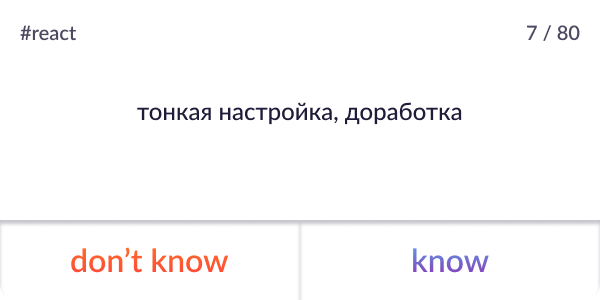 #react
7 / 80
тонкая настройка, доработка
don’t know
know